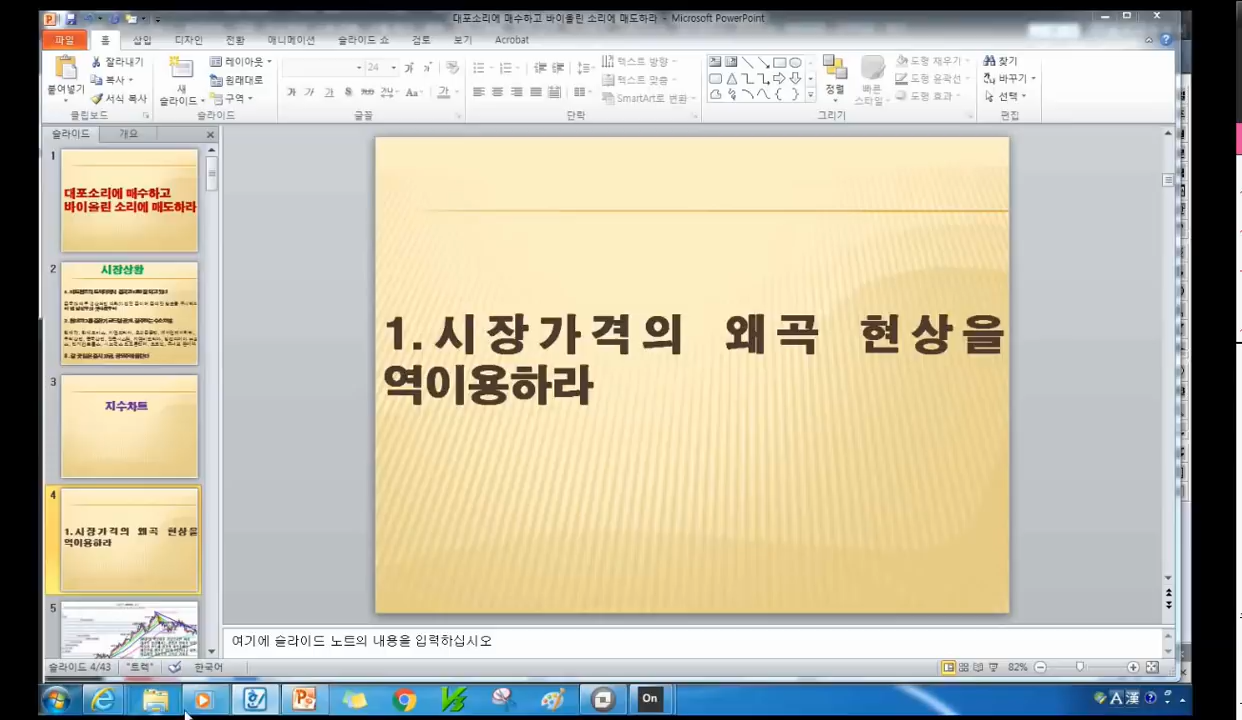 대포소리에 매수하고 바이올린 소리에 매도하라 - Microsoft PowerPoint
파일 홈 삽입 디자인 전환 애니메이션 슬라이드 쇼 검토 보기 Acrobat
붙여넣기
잘라내기
복사
서식 복사
클립보드
새
슬라이드
레이아웃
원래대로
구역
슬라이드
24
글꼴
텍스트 방향
텍스트 맞춤
SmartArt로 변환
단락
정렬
빠른
스타일
도형 채우기
도형 윤곽선
도형 효과
그리기
찾기
바꾸기
선택
편집
슬라이드 개요
1
대포소리에 매수하고
바이올린 소리에 매도하라
2
시장상황
3
지수차트
4
1.시장가격의 왜곡 현상을
역이용하라
5
1.시장가격의 왜곡 현상을
역이용하라
여기에 슬라이드 노트의 내용을 입력하십시오
슬라이드 4/43 "트랙" 한국어 82%
On
A 漢